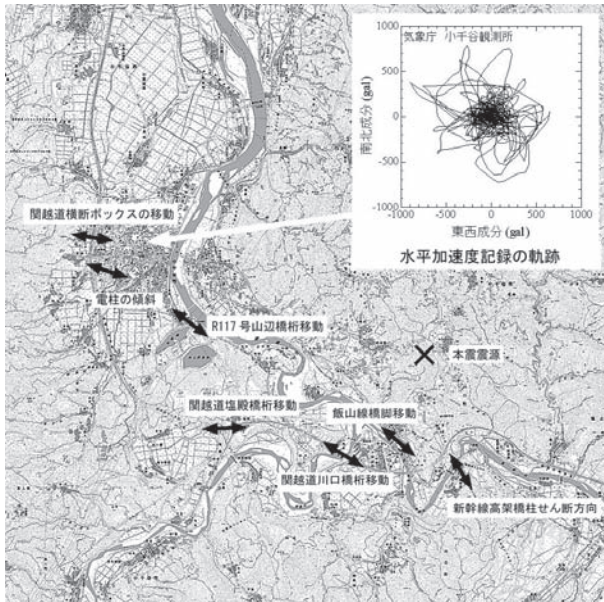 気象庁 小千谷観測所
1000
500
0
-500
-1000
-1000
-500
0
500
1000
南北成分 (gal)
東西成分 (gal)
水平加速度記録の軌跡
関越道横断ボックスの移動
電柱の傾斜
R117 号山辺橋桁移動
本震震源
関越道塩殿橋桁移動
飯山線橋脚移動
関越道川口橋桁移動
新幹線高架橋柱せん断方向